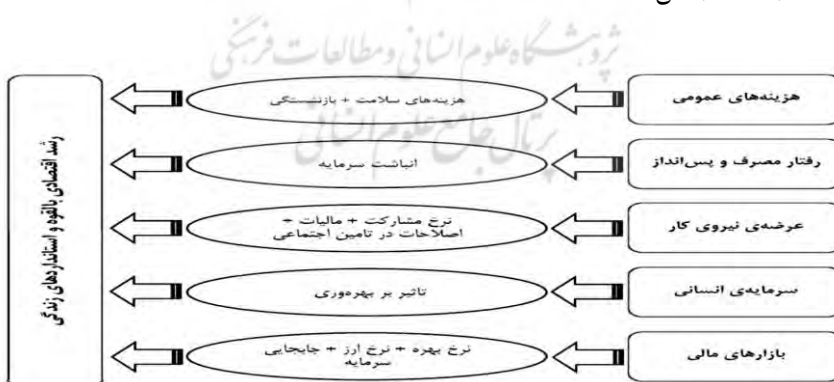 پژوهشگاه علوم انسانی و مطالعات فرهنگی
پرتال جامع علوم انسانی
هزینه‌های عمومی
هزینه‌های سلامت + بازنشستگی
رفتار مصرف و پس‌انداز
انباشت سرمایه
عرضه‌ی نیروی کار
نرخ مشارکت + مالیات +
اصلاحات در تامین اجتماعی
سرمایه‌ی انسانی
تاثیر بر بهره‌وری
بازارهای مالی
نرخ بهره + نرخ ارز + جابجایی
سرمایه
رشد اقتصادی بالقوه و استانداردهای زندگی